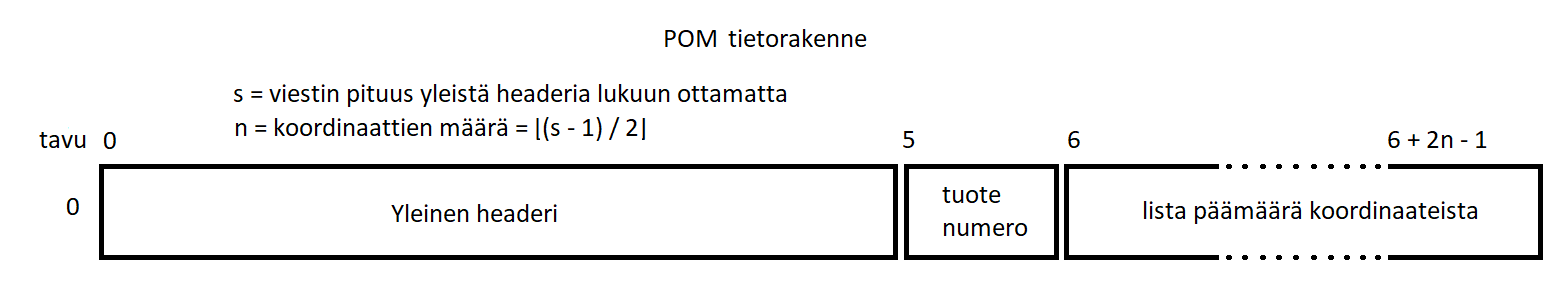 POM tietorakenne
s = viestin pituus yleistä headeria lukuun ottamatta
n = koordinaattien määrä = ⌊(s - 1) / 2⌋
tavu 0 5 6 6 + 2n - 1
0 Yleinen headeri tuote numero lista päämäärä koordinaateista